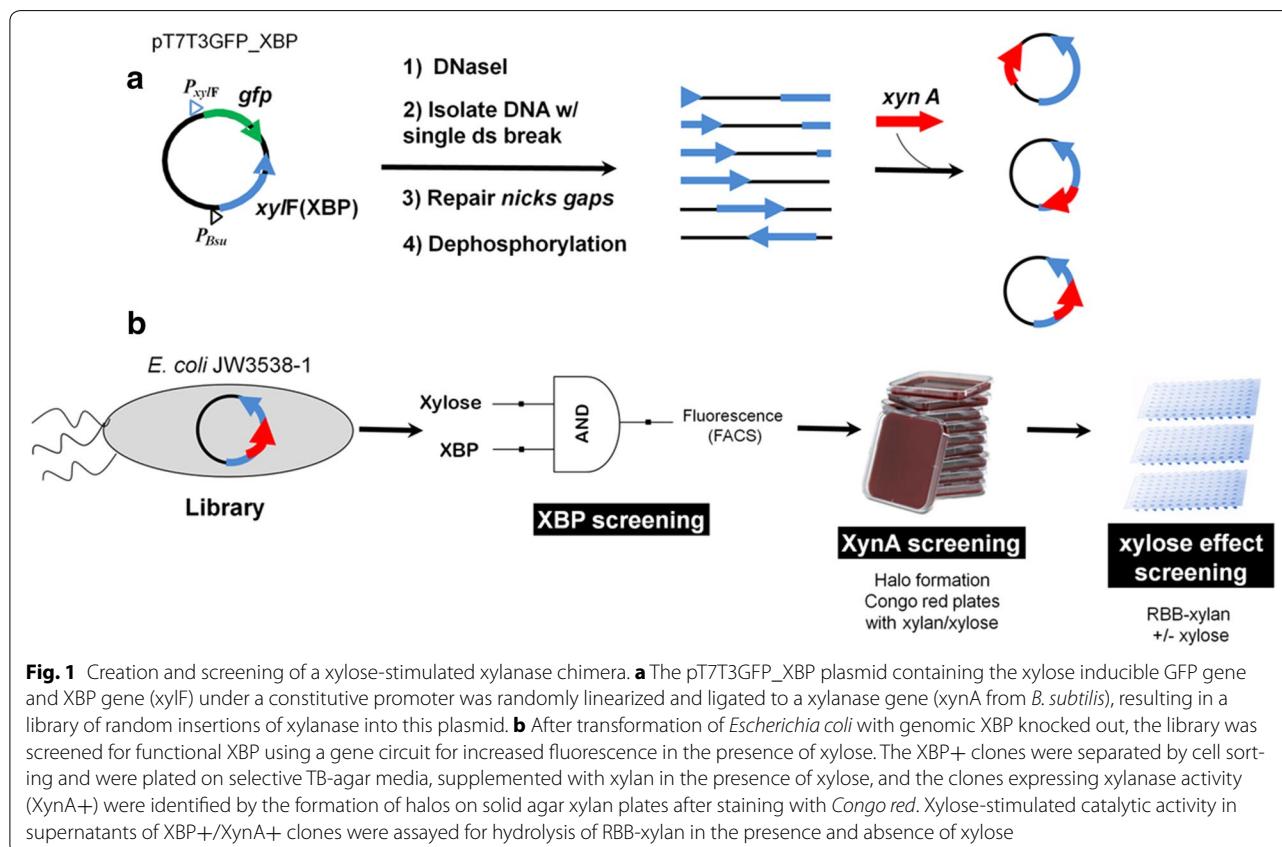 pT7T3GFP_XBP
a
PxylF
gfp
xylF(XBP)
PBsu
1) DNaseI
2) Isolate DNA w/
single ds break
3) Repair nicks gaps
4) Dephosphorylation
xyn A
b
E. coli JW3538-1
Library
Xylose
XBP
AND
Fluorescence
(FACS)
XBP screening
XynA screening
Halo formation
Congo red plates
with xylan/xylose
xylose effect
screening
RBB-xylan
+/- xylose
Fig. 1 Creation and screening of a xylose-stimulated xylanase chimera. a The pT7T3GFP_XBP plasmid containing the xylose inducible GFP gene
and XBP gene (xylF) under a constitutive promoter was randomly linearized and ligated to a xylanase gene (xynA from B. subtilis), resulting in a
library of random insertions of xylanase into this plasmid. b After transformation of Escherichia coli with genomic XBP knocked out, the library was
screened for functional XBP using a gene circuit for increased fluorescence in the presence of xylose. The XBP+ clones were separated by cell sort-
ing and were plated on selective TB-agar media, supplemented with xylan in the presence of xylose, and the clones expressing xylanase activity
(XynA+) were identified by the formation of halos on solid agar xylan plates after staining with Congo red. Xylose-stimulated catalytic activity in
supernatants of XBP+/XynA+ clones were assayed for hydrolysis of RBB-xylan in the presence and absence of xylose